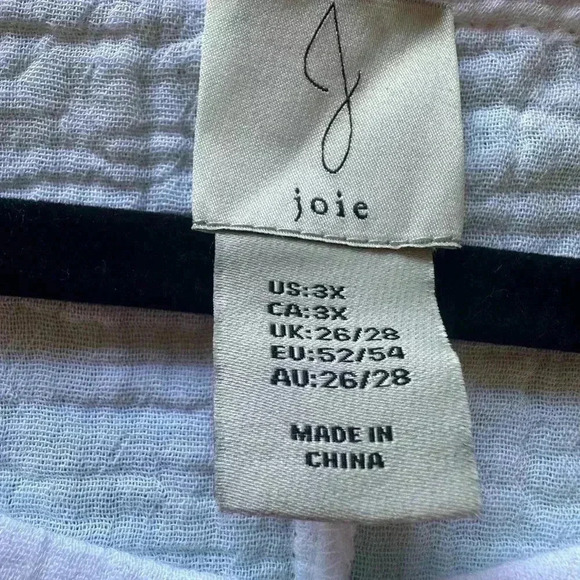 J
joie
US:3X
CA:3X
UK:26/28
EU:52/54
AU:26/28
MADE IN
CHINA